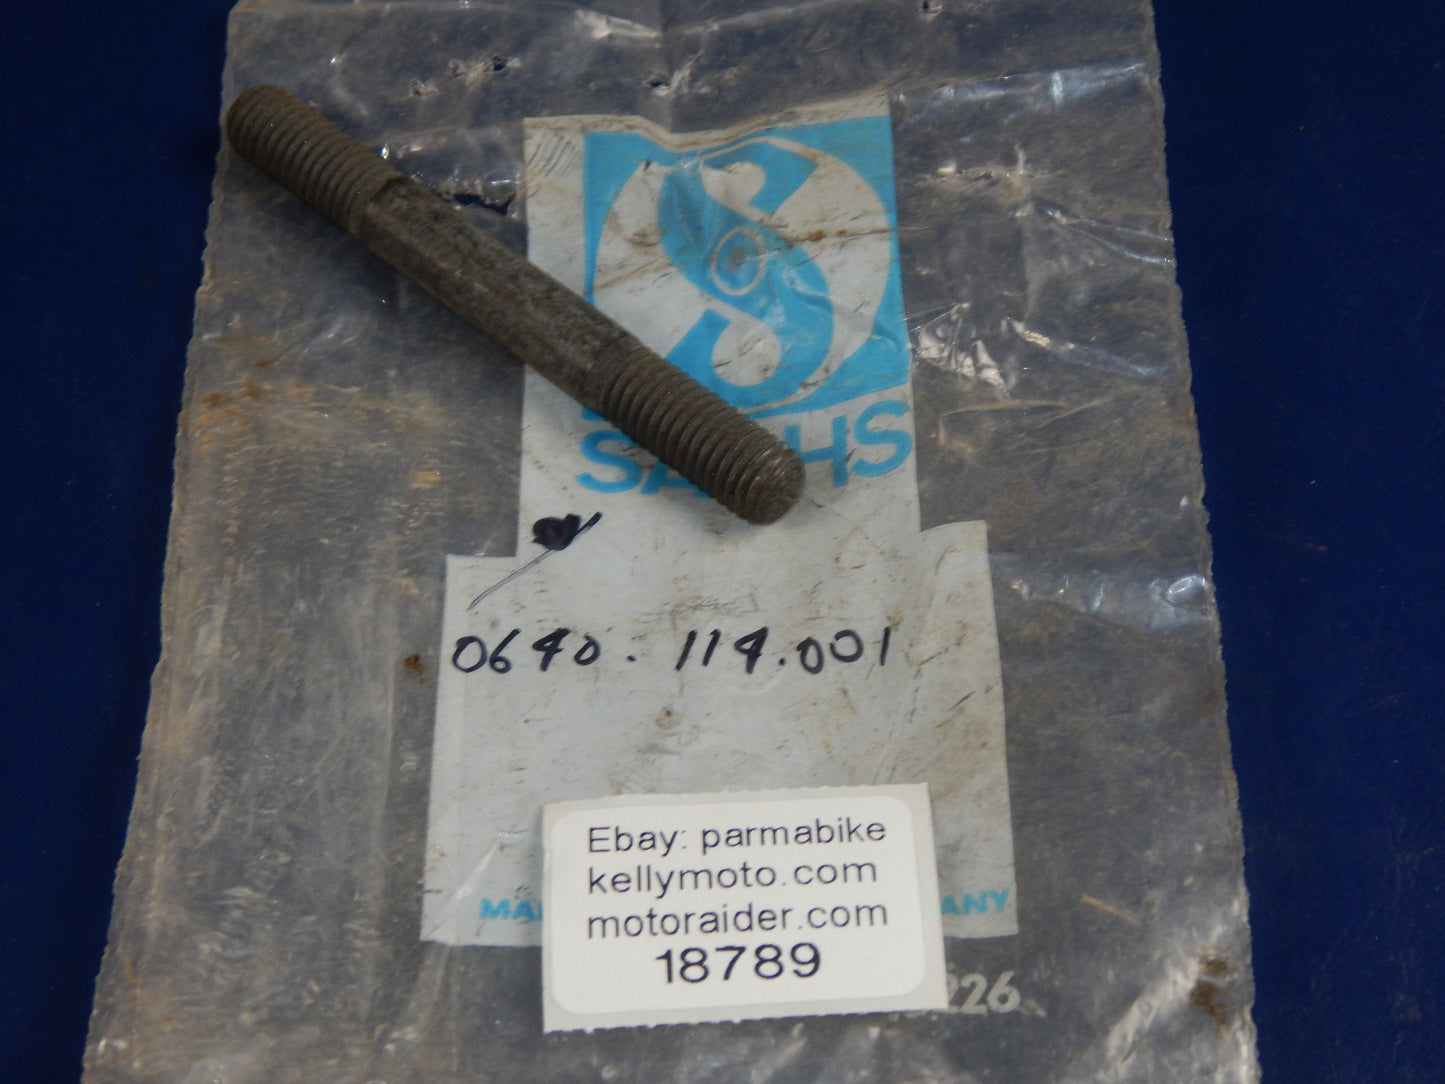 SACHS
0640.114.001
Ebay: parmabike
kellymoto.com
motoraider.com
18789